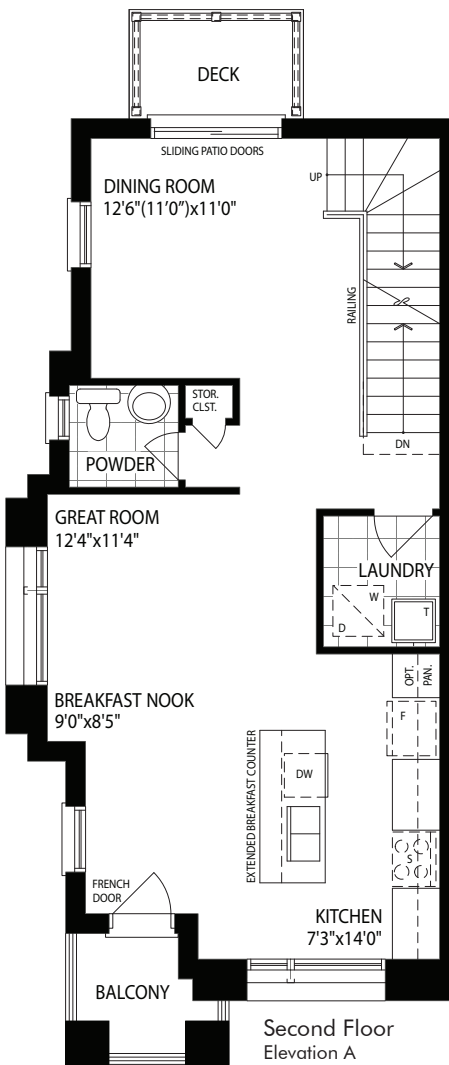 DECK
SLIDING PATIO DOORS
DINING ROOM
12'6"(11'0")x11'0"
UP
RAILING
STOR.
CLST.
POWDER
DN
GREAT ROOM
12'4"x11'4"
LAUNDRY
W
D
T
BREAKFAST NOOK
9'0"x8'5"
OPT.
PAN.
F
EXTENDED BREAKFAST COUNTER
DW
S
FRENCH
DOOR
KITCHEN
7'3"x14'0"
BALCONY
Second Floor
Elevation A